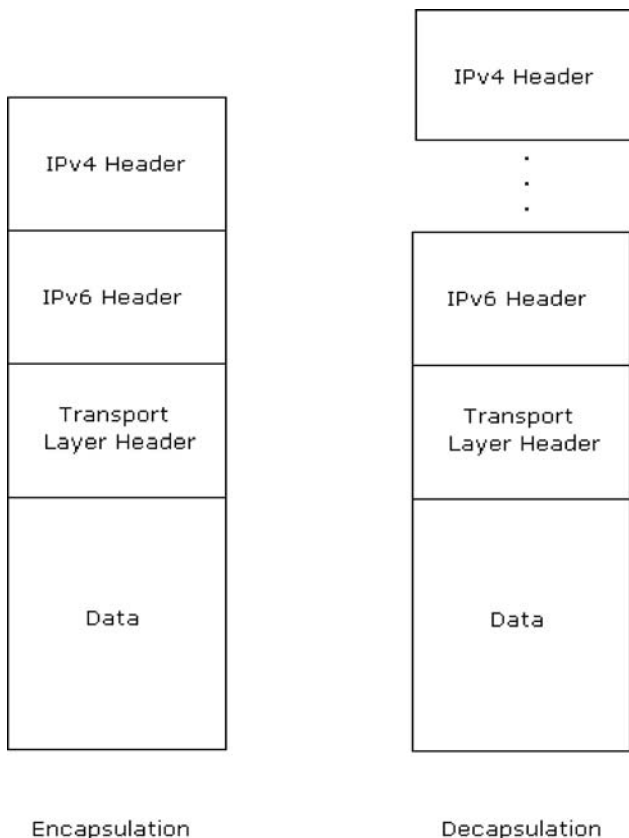 IPv4 Header
IPv6 Header
Transport
Layer Header
Data
Encapsulation
IPv4 Header
.
.
.
IPv6 Header
Transport
Layer Header
Data
Decapsulation